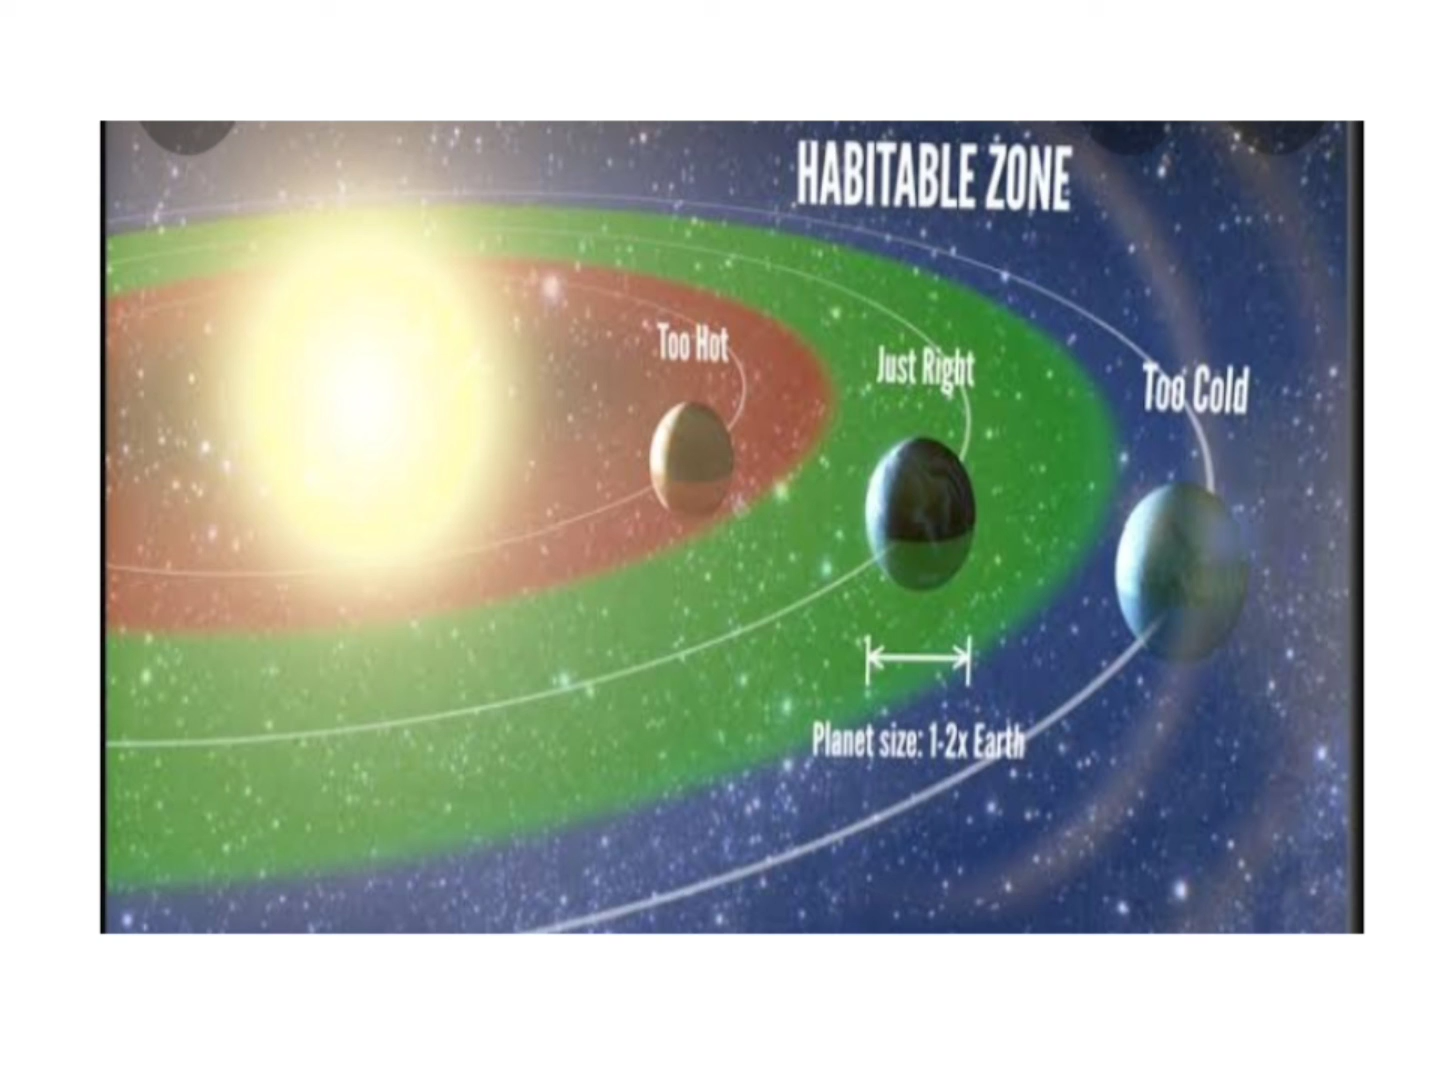 HABITABLE ZONE
Too Hot
Just Right
Too Cold
Planet size: 1-2x Earth